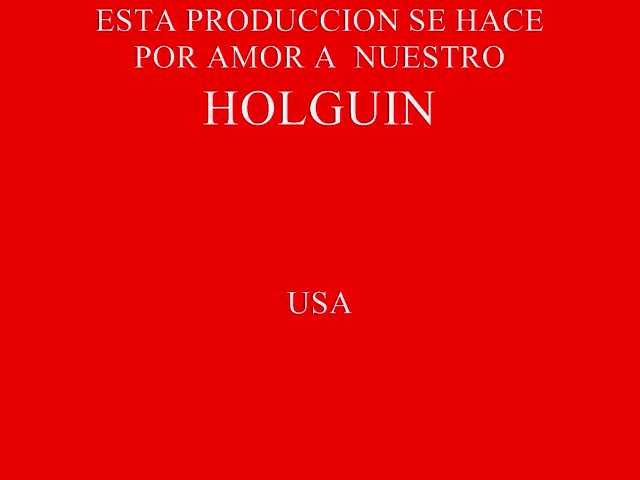 ESTA PRODUCCION SE HACE
POR AMOR A NUESTRO
HOLGUIN
USA